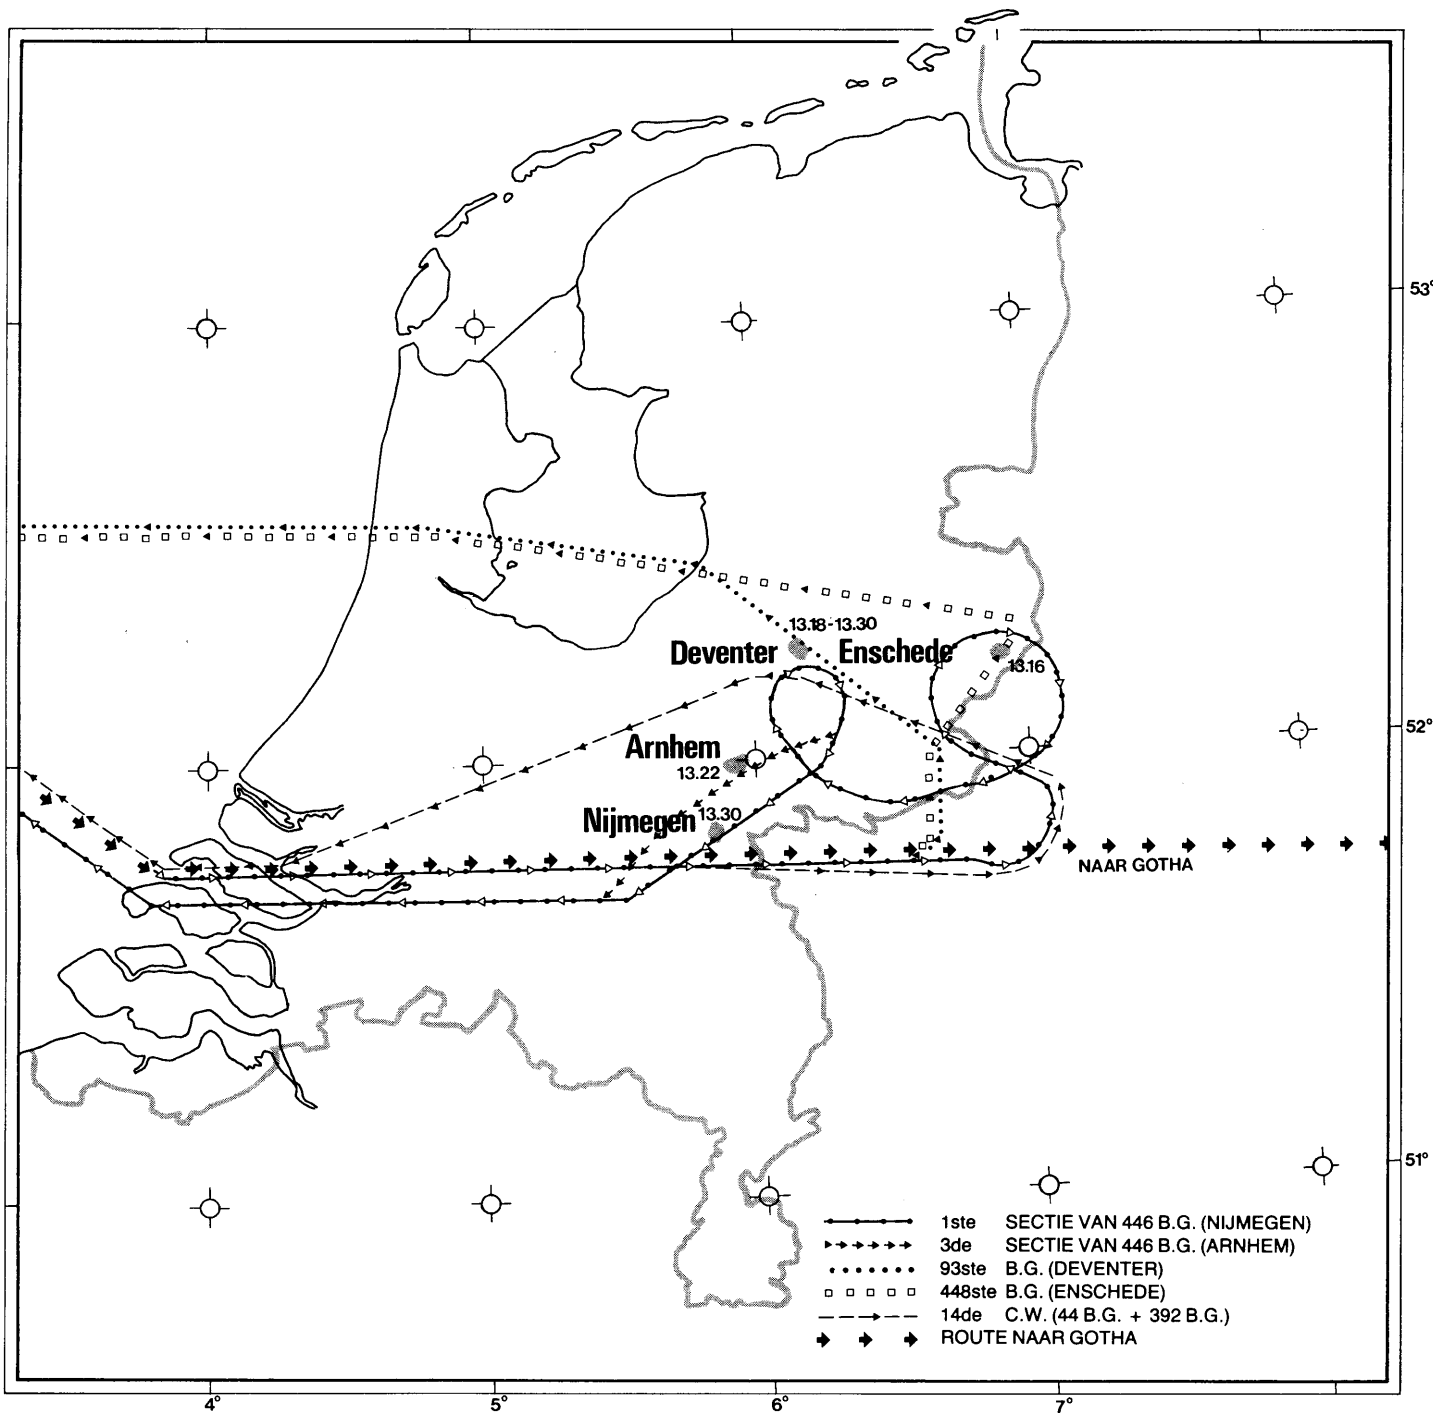 53°
13.18-13.30
Deventer
Enschede
13.16
52°
Arnhem
13.22
Nijmegen
13.30
NAAR GOTHA
51°
1ste SECTIE VAN 446 B.G. (NIJMEGEN)
3de SECTIE VAN 446 B.G. (ARNHEM)
93ste B.G. (DEVENTER)
448ste B.G. (ENSCHEDE)
14de C.W. (44 B.G. + 392 B.G.)
ROUTE NAAR GOTHA
4° 5° 6° 7°